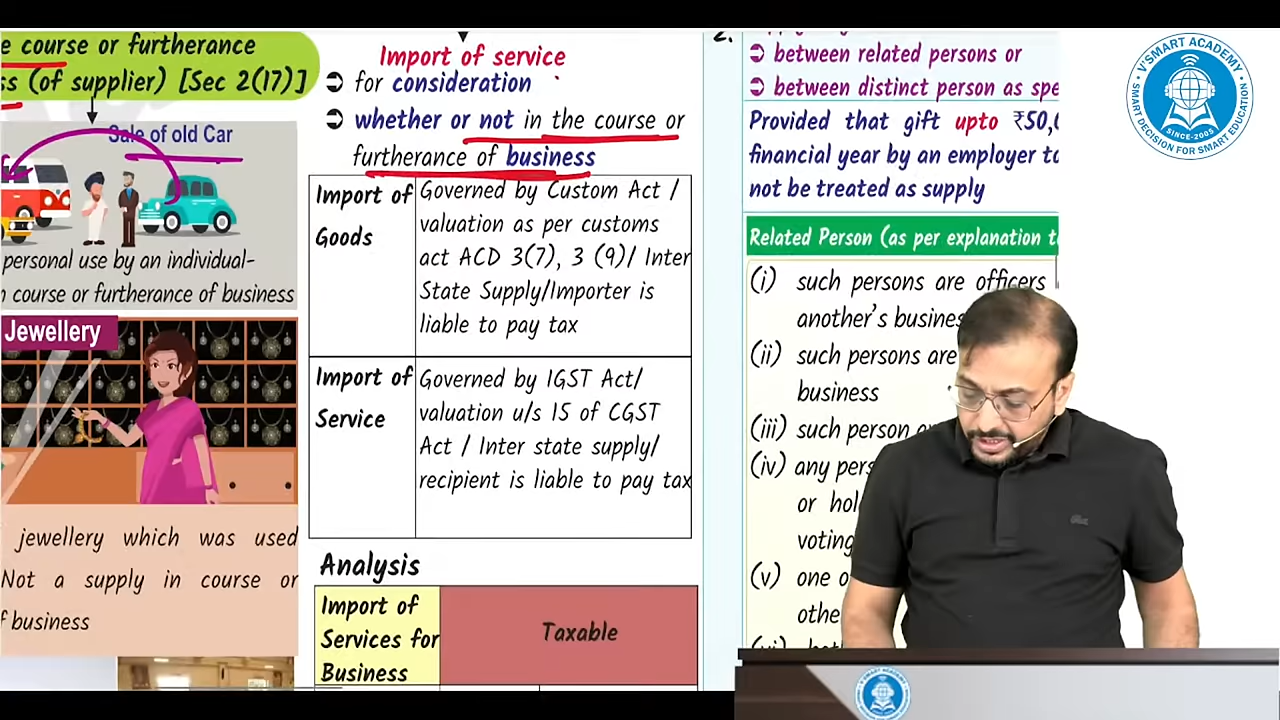 e course or furtherance
ss (of supplier) [Sec 2(17)]
Sale of old Car
personal use by an individual-
course or furtherance of business
Jewellery
jewellery which was used
Not a supply in course or
f business
Import of service
➲ for consideration
➲ whether or not in the course or
furtherance of business
Import of Goods
Governed by Custom Act /
valuation as per customs
act ACD 3(7), 3 (9)/ Inter
State Supply/Importer is
liable to pay tax
Import of Service
Governed by IGST Act/
valuation u/s 15 of CGST
Act / Inter state supply/
recipient is liable to pay tax
Analysis
Import of
Services for
Business
Taxable
2.
➲ between related persons or
➲ between distinct person as spe
Provided that gift upto ₹50,
financial year by an employer to
not be treated as supply
Related Person (as per explanation t
(i) such persons are officers
another's busines
(ii) such persons are
business
(iii) such person
(iv) any pers
or hol
voting
(v) one o
othe
V'SMART ACADEMY
SMART DECISION FOR SMART EDUCATION
SINCE-2005